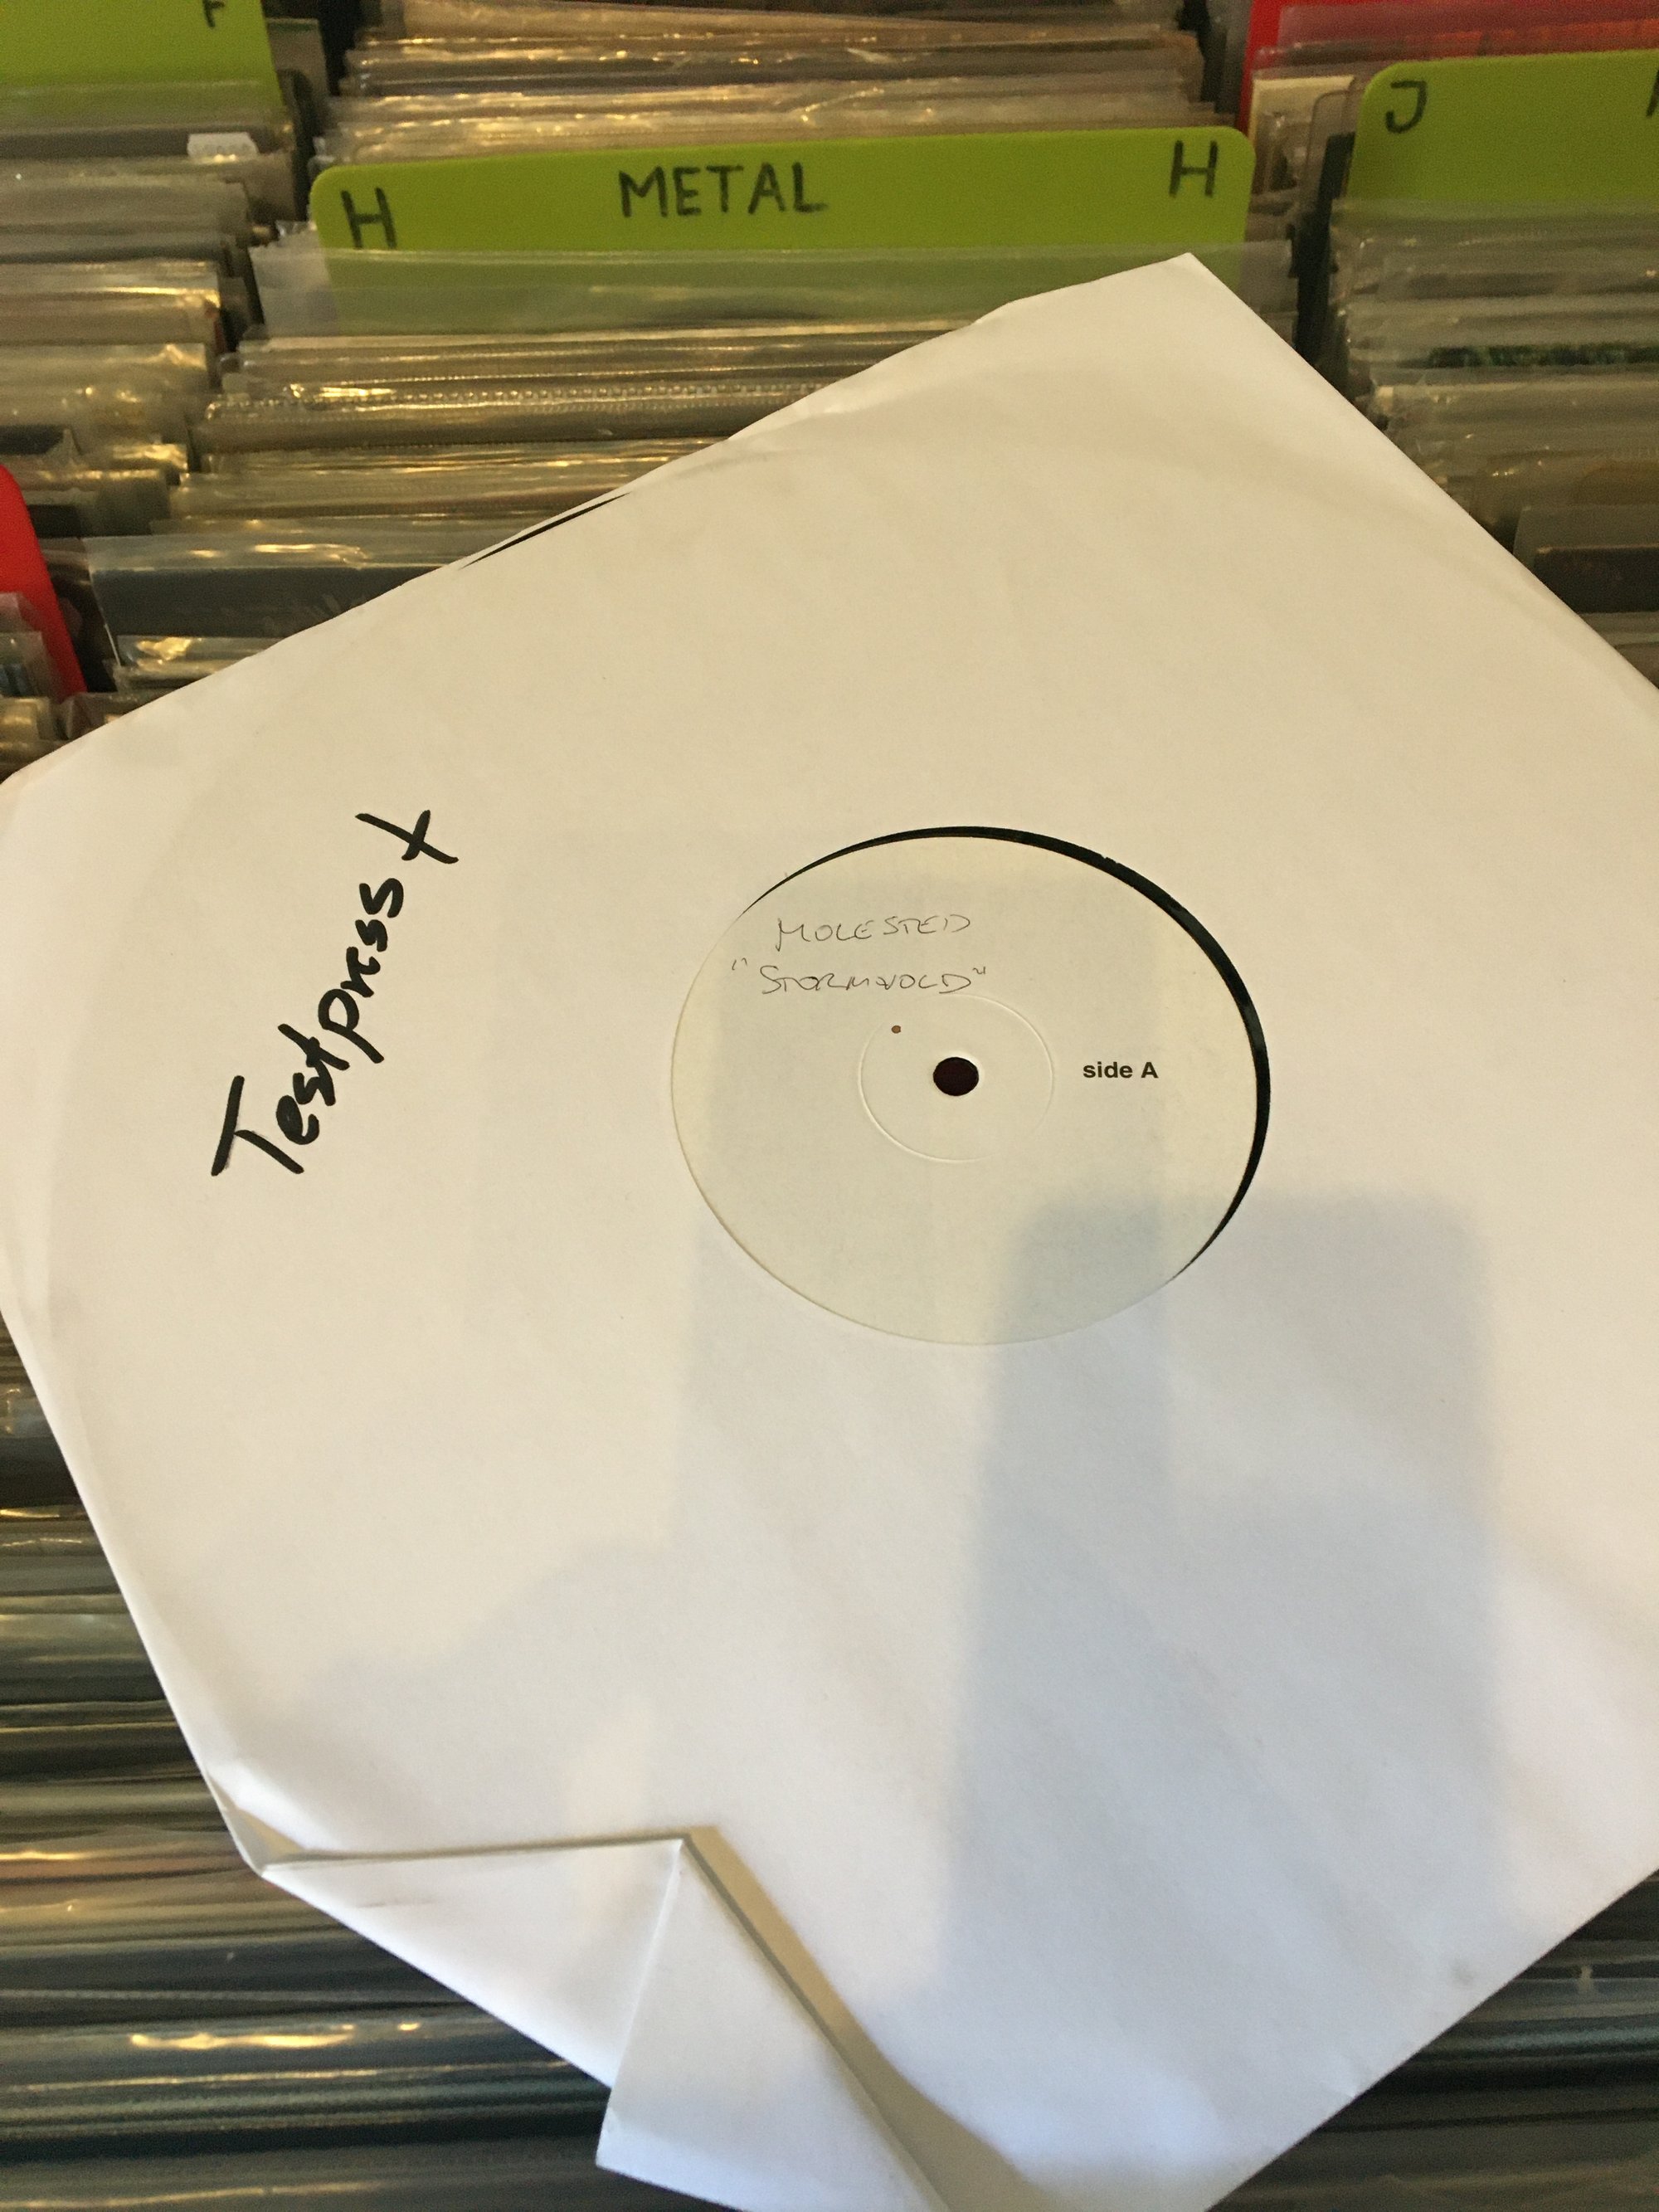 F
H METAL H
J
Testpress +
MOLESTED
"STORMVOLD"
side A